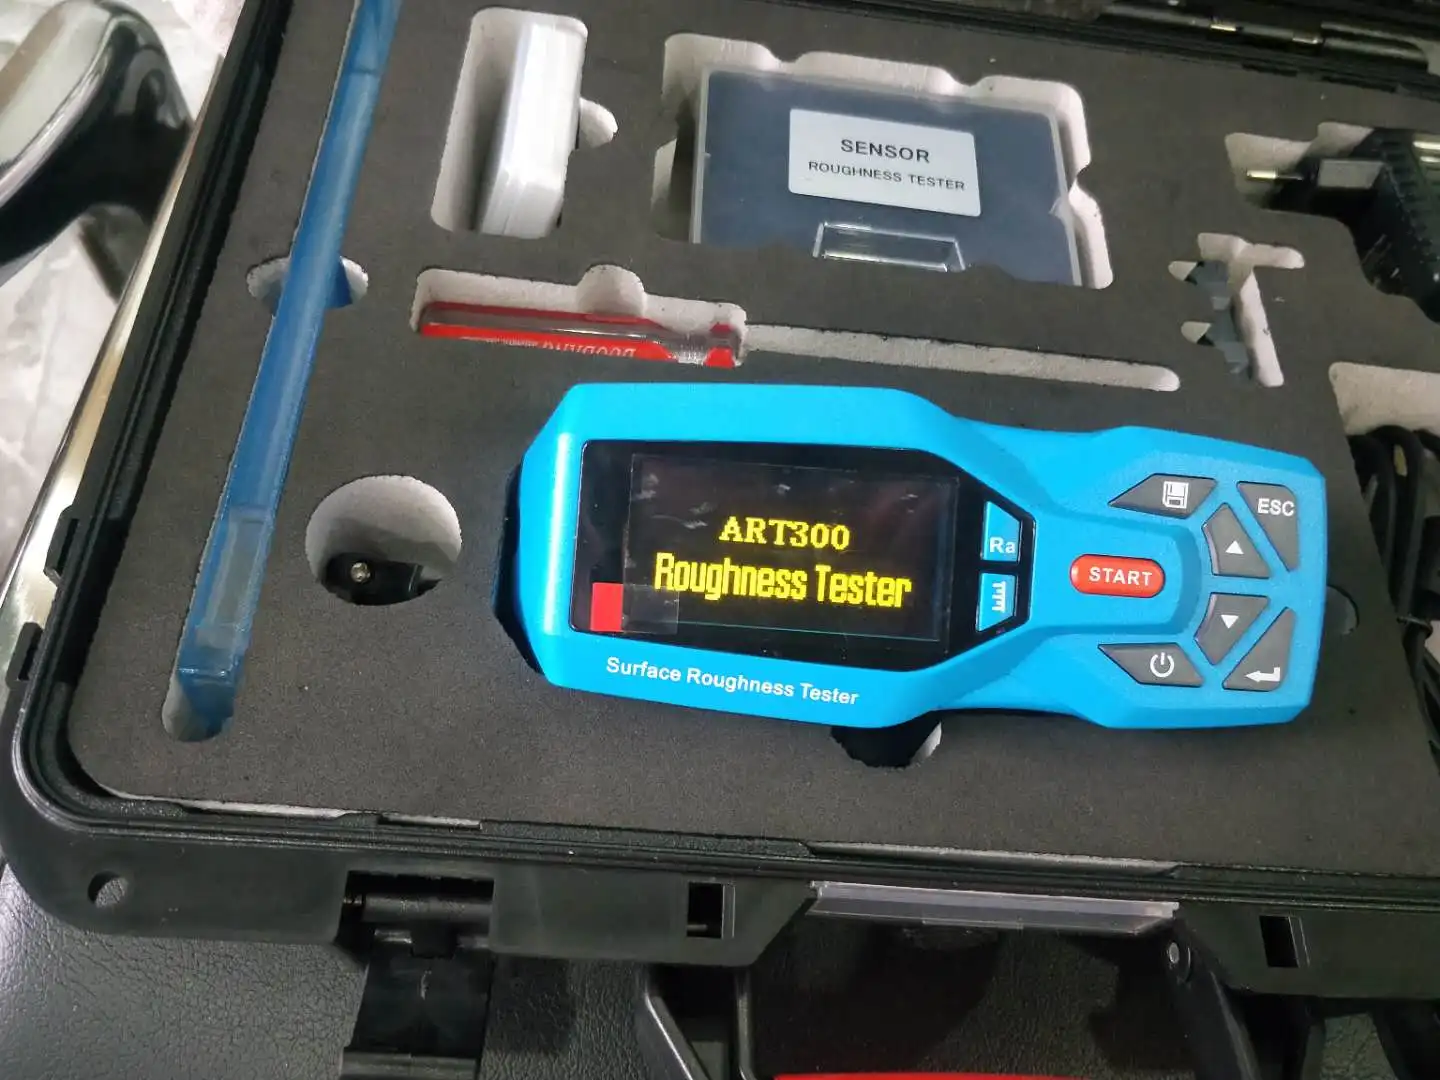 SENSOR
ROUGHNESS TESTER
ART300
Roughness Tester
Surface Roughness Tester
Ra
START
ESC